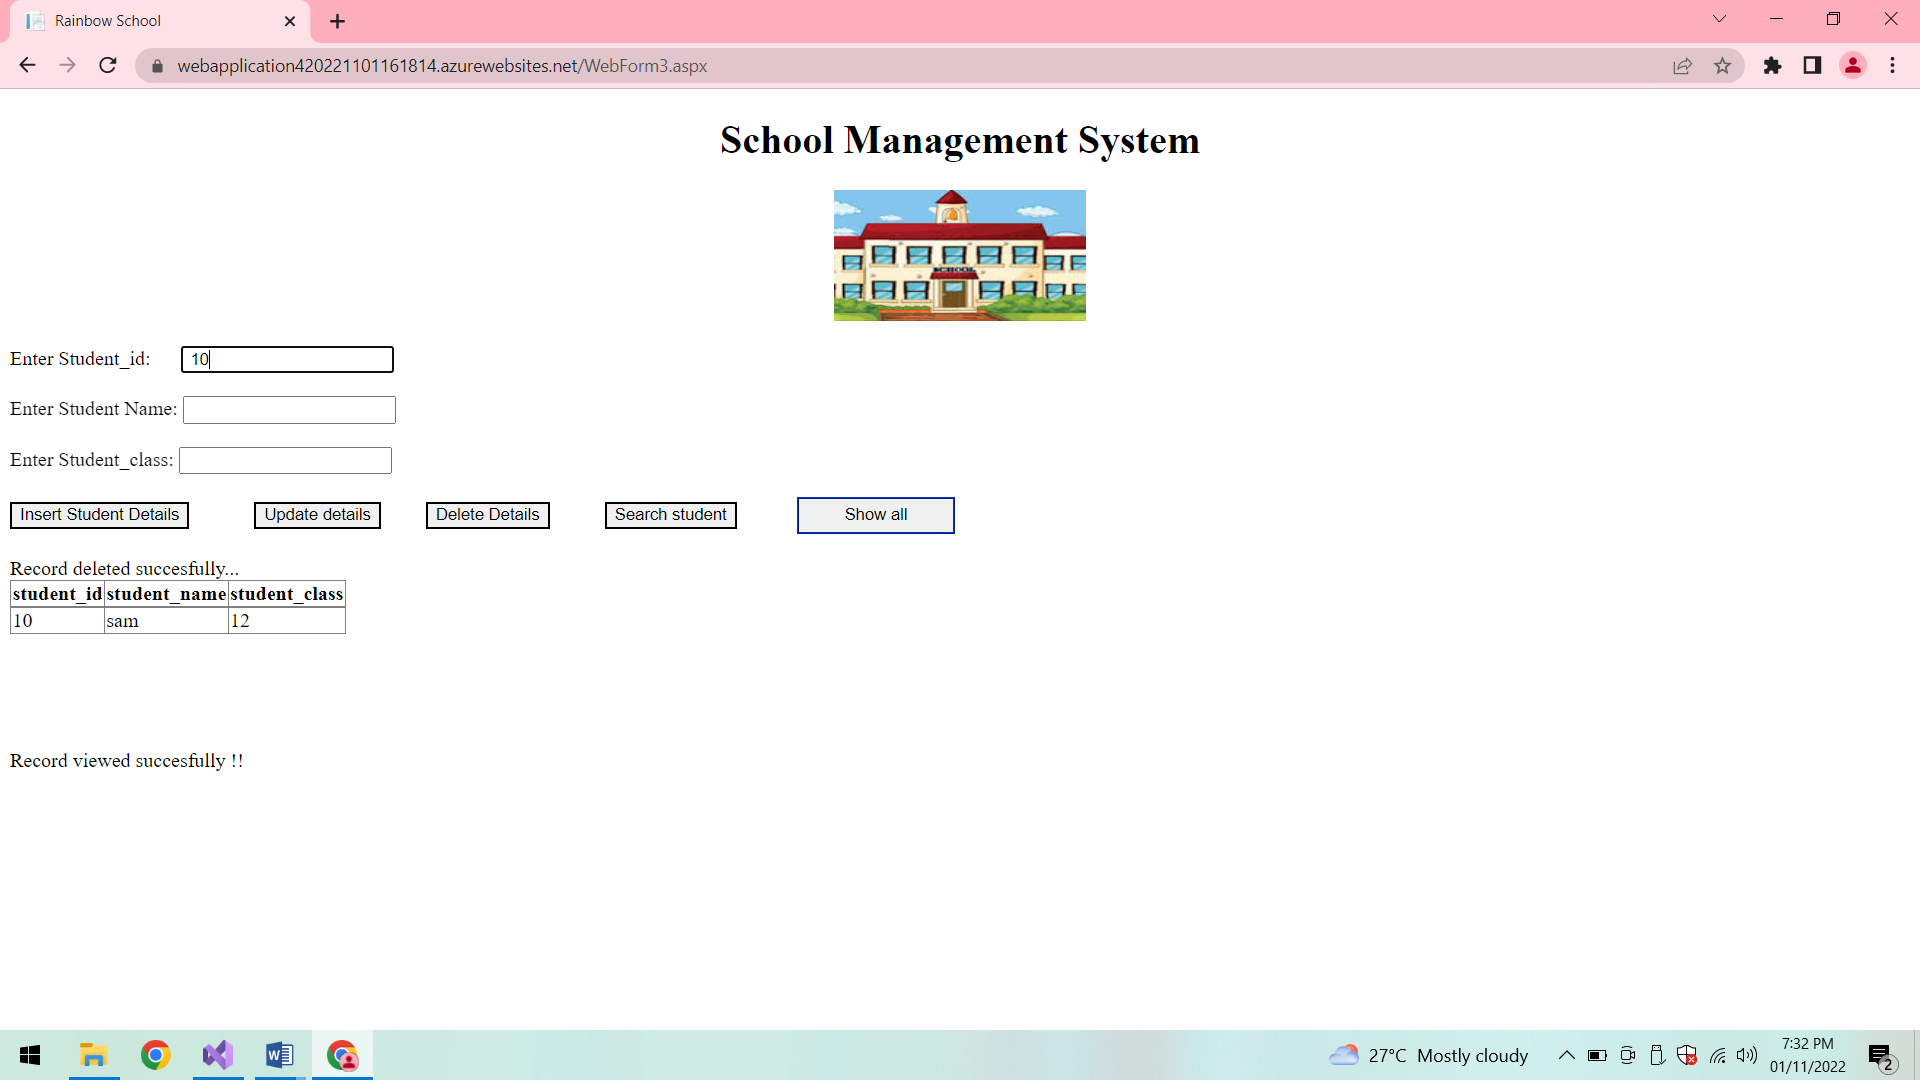 Rainbow School
webapplication420221101161814.azurewebsites.net/WebForm3.aspx
School Management System
SCHOOL
Enter Student_id: 10
Enter Student Name:
Enter Student_class:
Insert Student Details Update details Delete Details Search student Show all
Record deleted succesfully...
student_id student_name student_class
10 sam 12
Record viewed succesfully !!
27°C Mostly cloudy
7:32 PM
01/11/2022
2